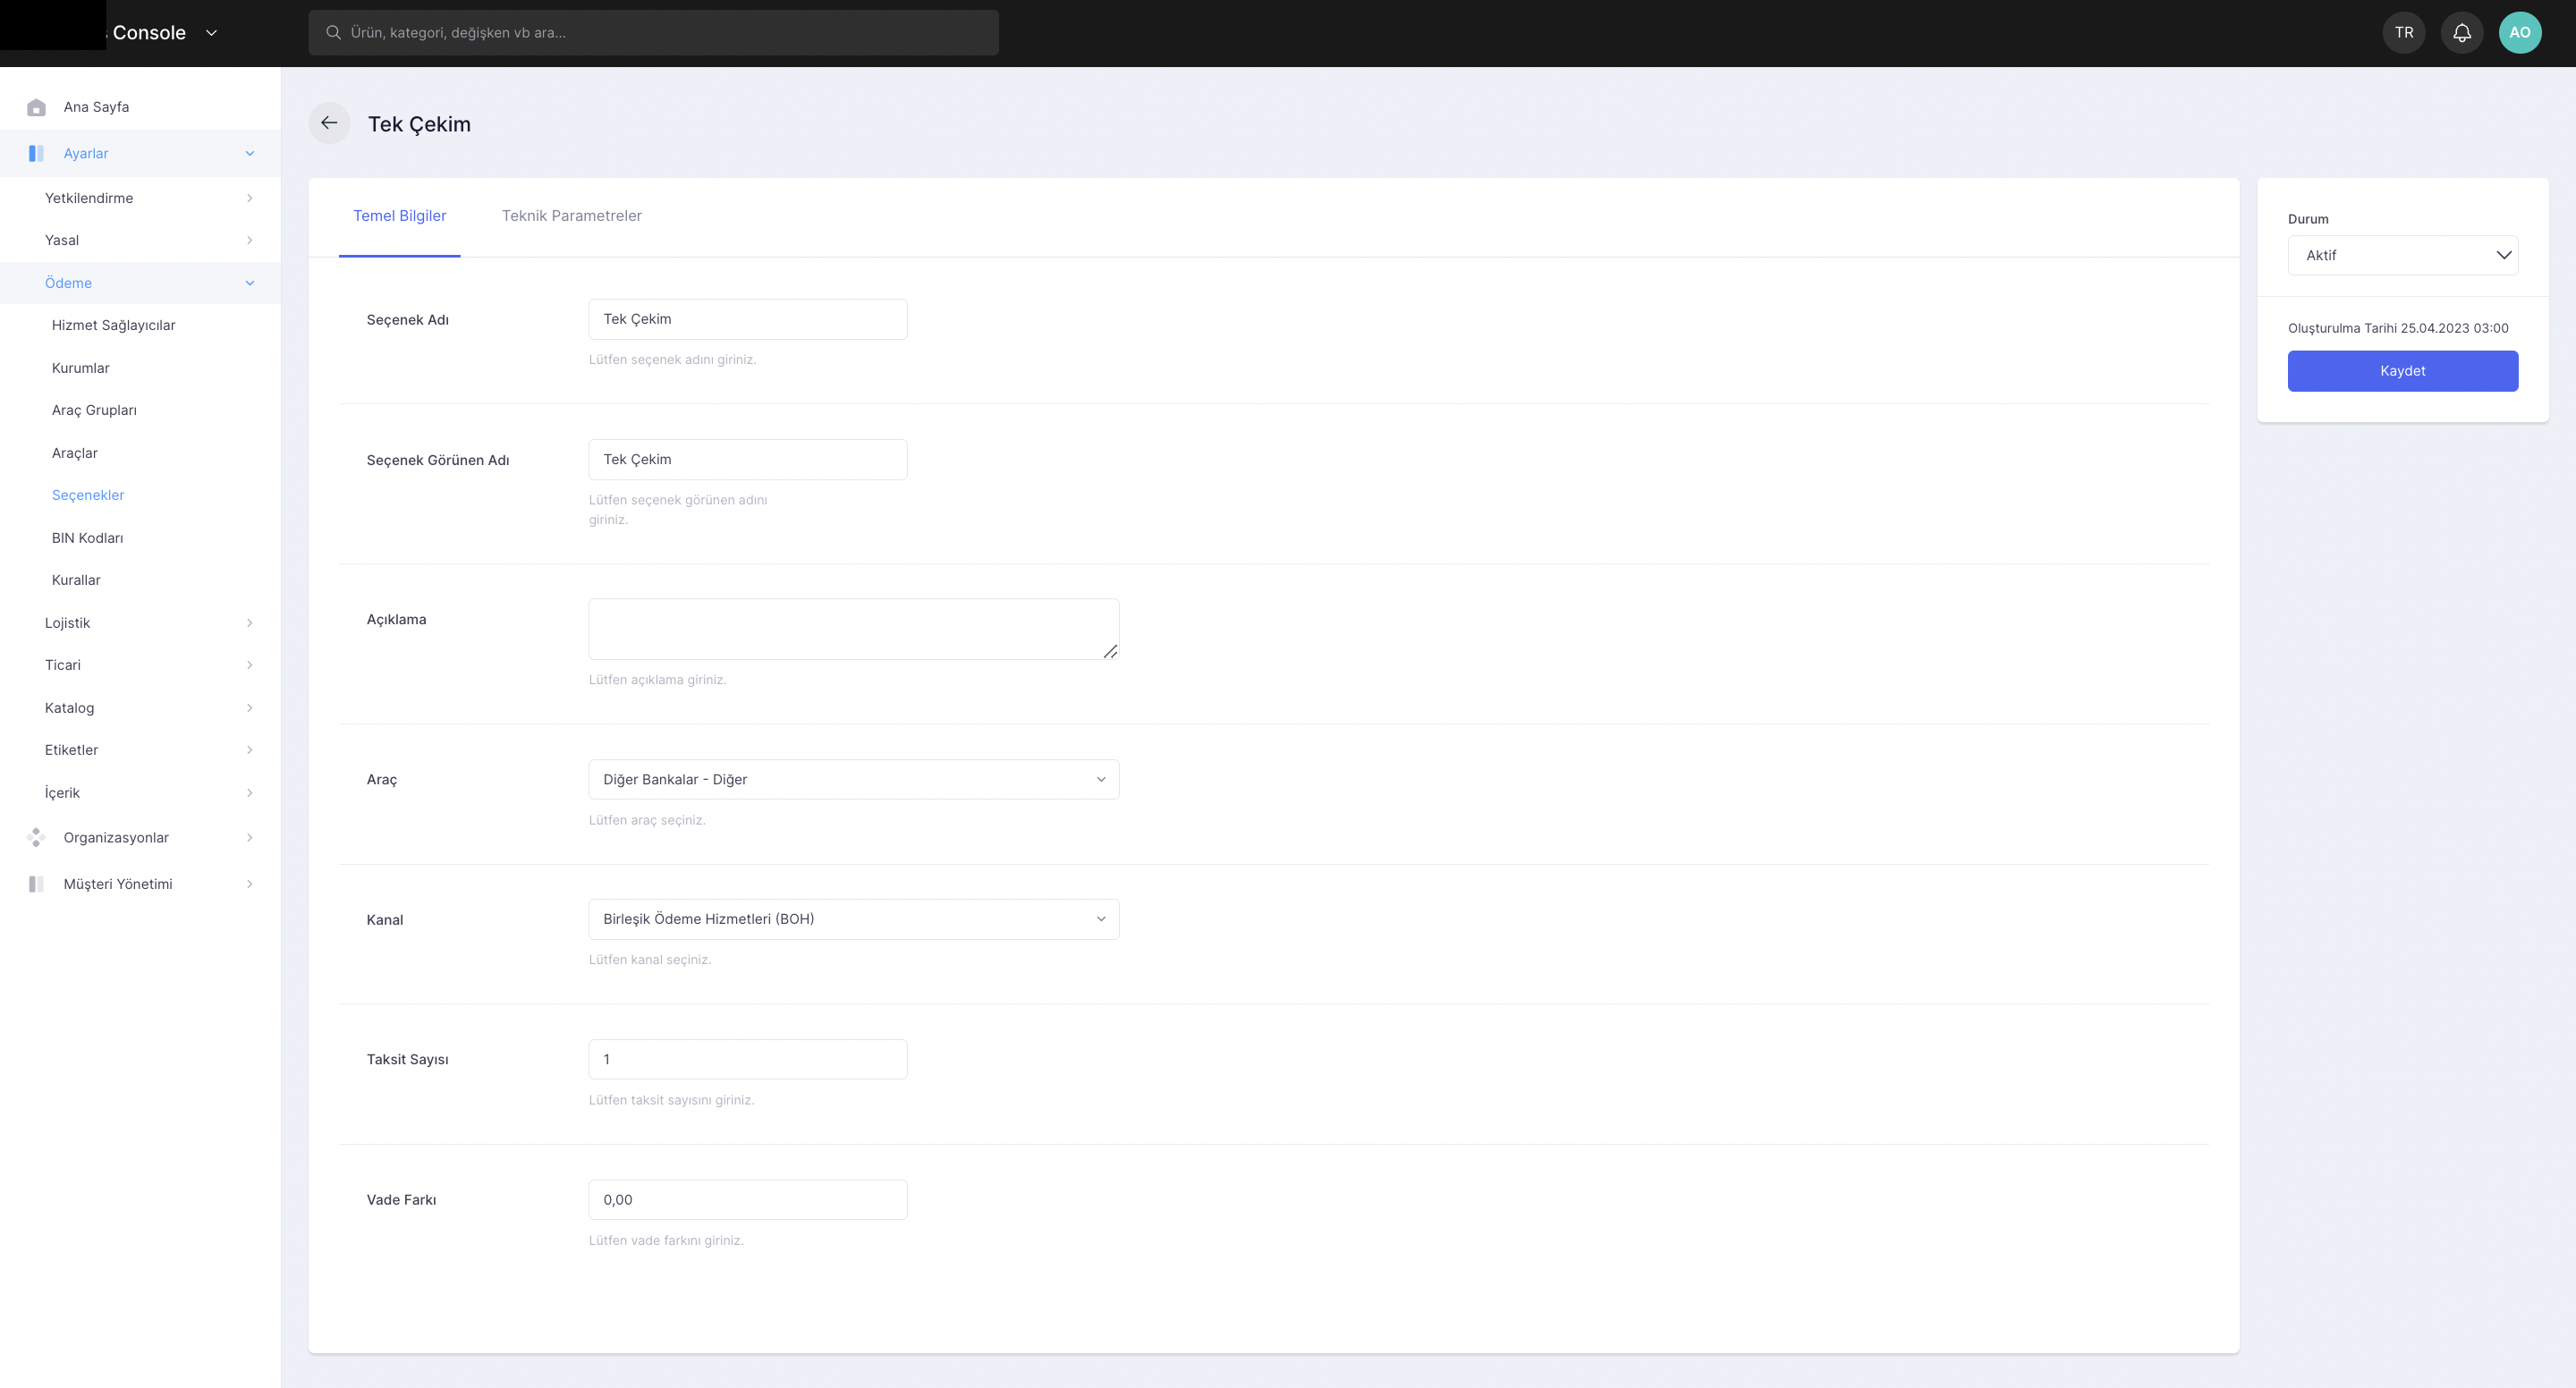 Console
Ürün, kategori, değişken vb ara...
TR
AO
Ana Sayfa
Ayarlar
Yetkilendirme
Yasal
Ödeme
Hizmet Sağlayıcılar
Kurumlar
Araç Grupları
Araçlar
Seçenekler
BIN Kodları
Kurallar
Lojistik
Ticari
Katalog
Etiketler
İçerik
Organizasyonlar
Müşteri Yönetimi
Tek Çekim
Temel Bilgiler
Teknik Parametreler
Seçenek Adı
Tek Çekim
Lütfen seçenek adını giriniz.
Seçenek Görünen Adı
Tek Çekim
Lütfen seçenek görünen adını
giriniz.
Açıklama
Lütfen açıklama giriniz.
Araç
Diğer Bankalar - Diğer
Lütfen araç seçiniz.
Kanal
Birleşik Ödeme Hizmetleri (BOH)
Lütfen kanal seçiniz.
Taksit Sayısı
1
Lütfen taksit sayısını giriniz.
Vade Farkı
0,00
Lütfen vade farkını giriniz.
Durum
Aktif
Oluşturulma Tarihi 25.04.2023 03:00
Kaydet